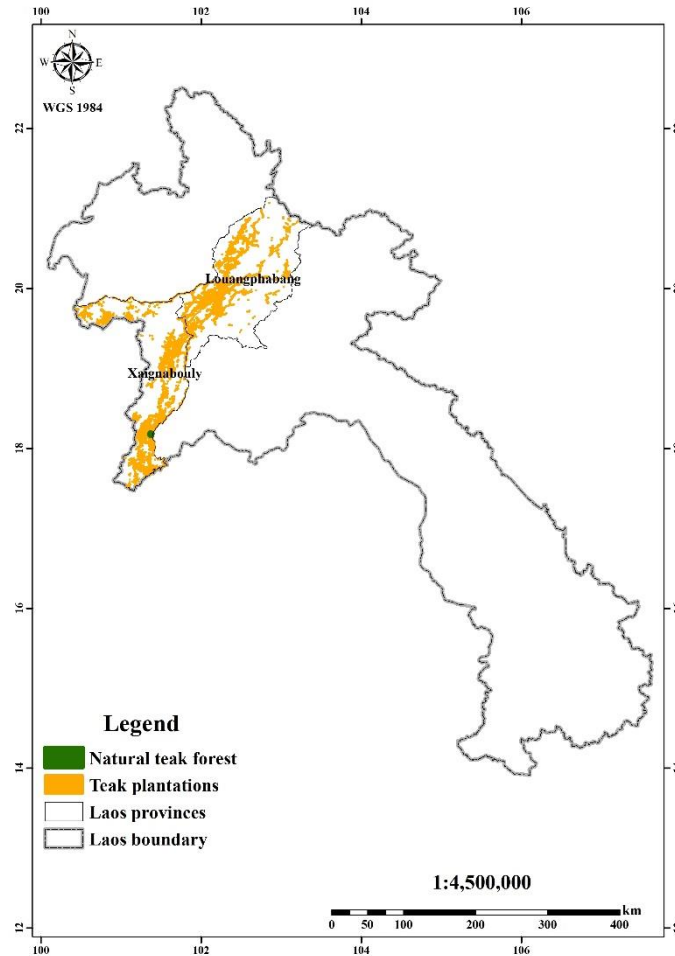 100 102 104 106
N
W E
S
WGS 1984
22
20
18
16
14
12
Louangphabang
Xaignabouly
Legend
Natural teak forest
Teak plantations
Laos provinces
Laos boundary
1:4,500,000
km
0 50 100 200 300 400
100 102 104 106